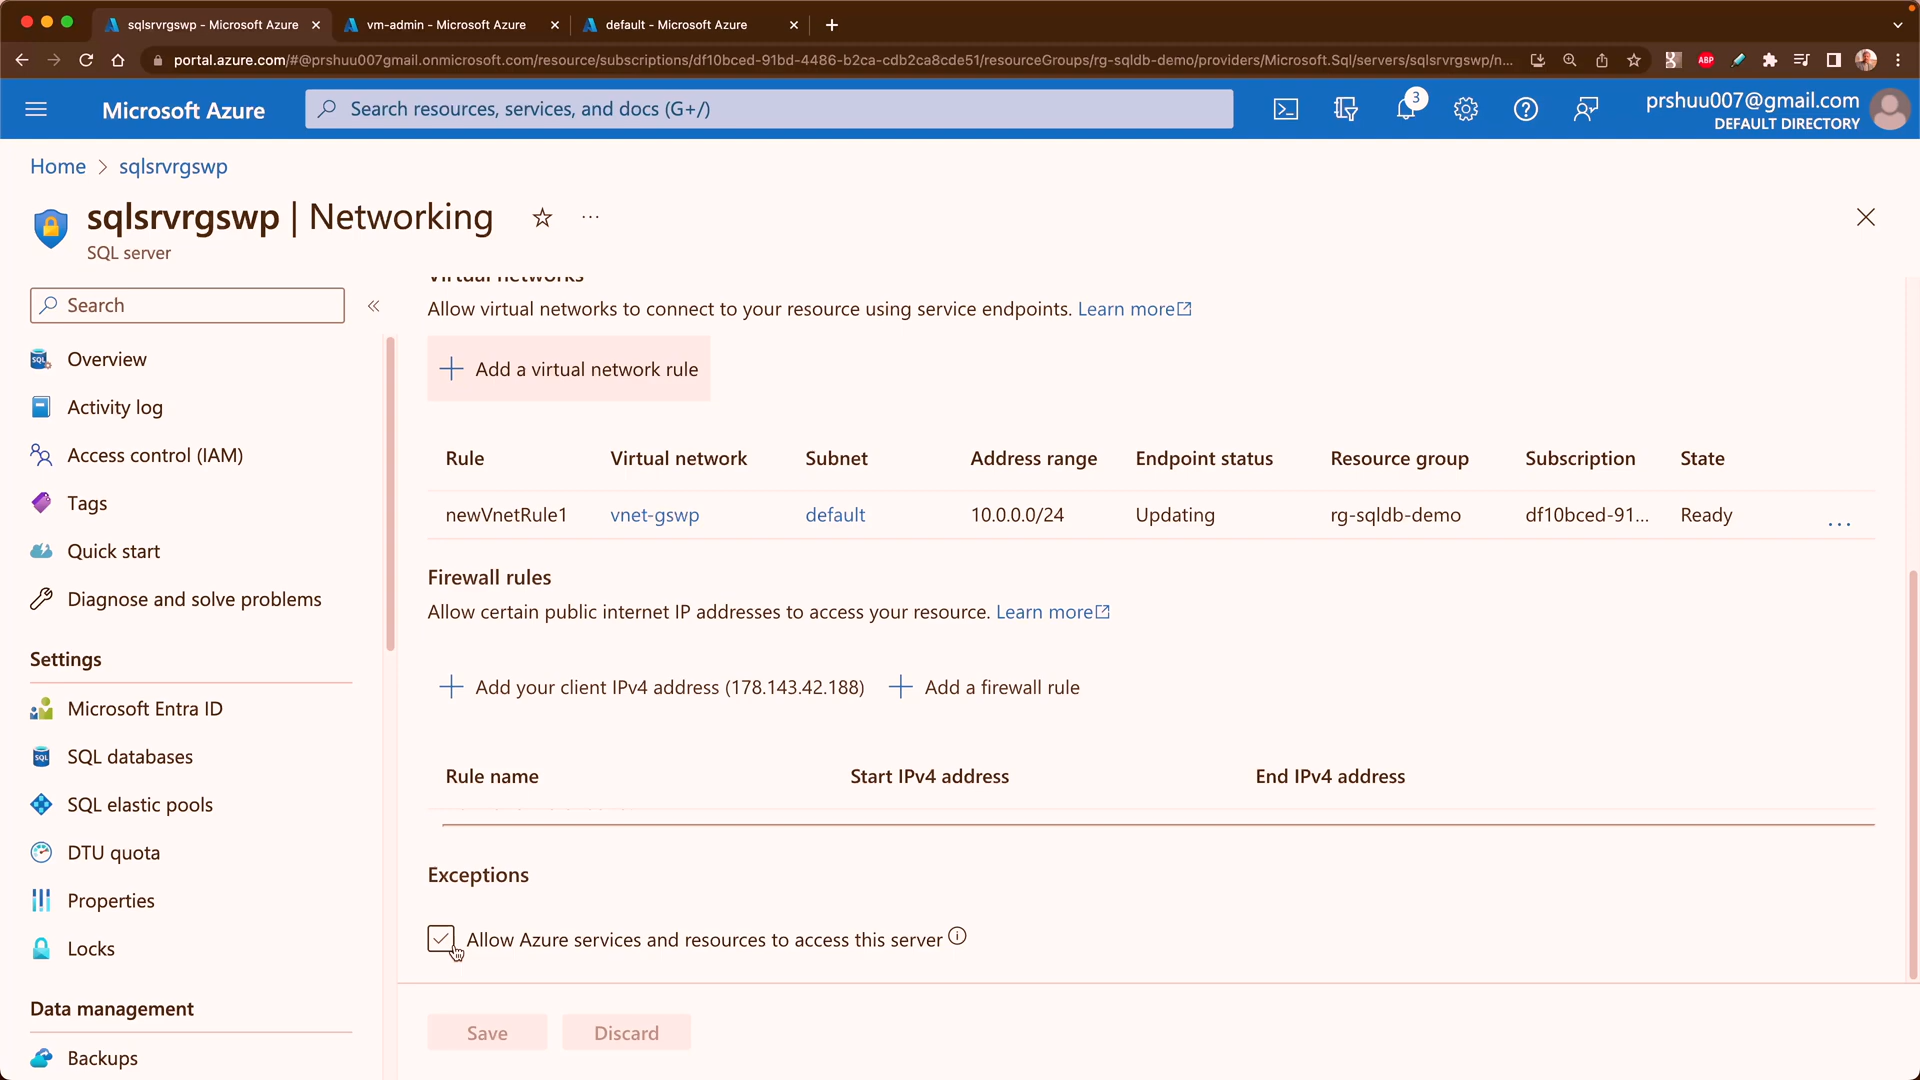 sqlsrvrgswp - Microsoft Azure
vm-admin - Microsoft Azure
default - Microsoft Azure
portal.azure.com/#@prshuu007gmail.onmicrosoft.com/resource/subscriptions/df10bced-91bd-4486-b2ca-cdb2ca8cde51/resourceGroups/rg-sqldb-demo/providers/Microsoft.Sql/servers/sqlsrvrgswp/n...
ABP
Microsoft Azure
Search resources, services, and docs (G+/)
3
prshuu007@gmail.com
DEFAULT DIRECTORY
Home > sqlsrvrgswp
sqlsrvrgswp | Networking
SQL server
Search
Overview
Activity log
Access control (IAM)
Tags
Quick start
Diagnose and solve problems
Settings
Microsoft Entra ID
SQL databases
SQL elastic pools
DTU quota
Properties
Locks
Data management
Backups
Virtual networks
Allow virtual networks to connect to your resource using service endpoints. Learn more
Add a virtual network rule
Rule Virtual network Subnet Address range Endpoint status Resource group Subscription State
newVnetRule1 vnet-gswp default 10.0.0.0/24 Updating rg-sqldb-demo df10bced-91... Ready ...
Firewall rules
Allow certain public internet IP addresses to access your resource. Learn more
Add your client IPv4 address (178.143.42.188) Add a firewall rule
Rule name Start IPv4 address End IPv4 address
Exceptions
Allow Azure services and resources to access this server
Save Discard